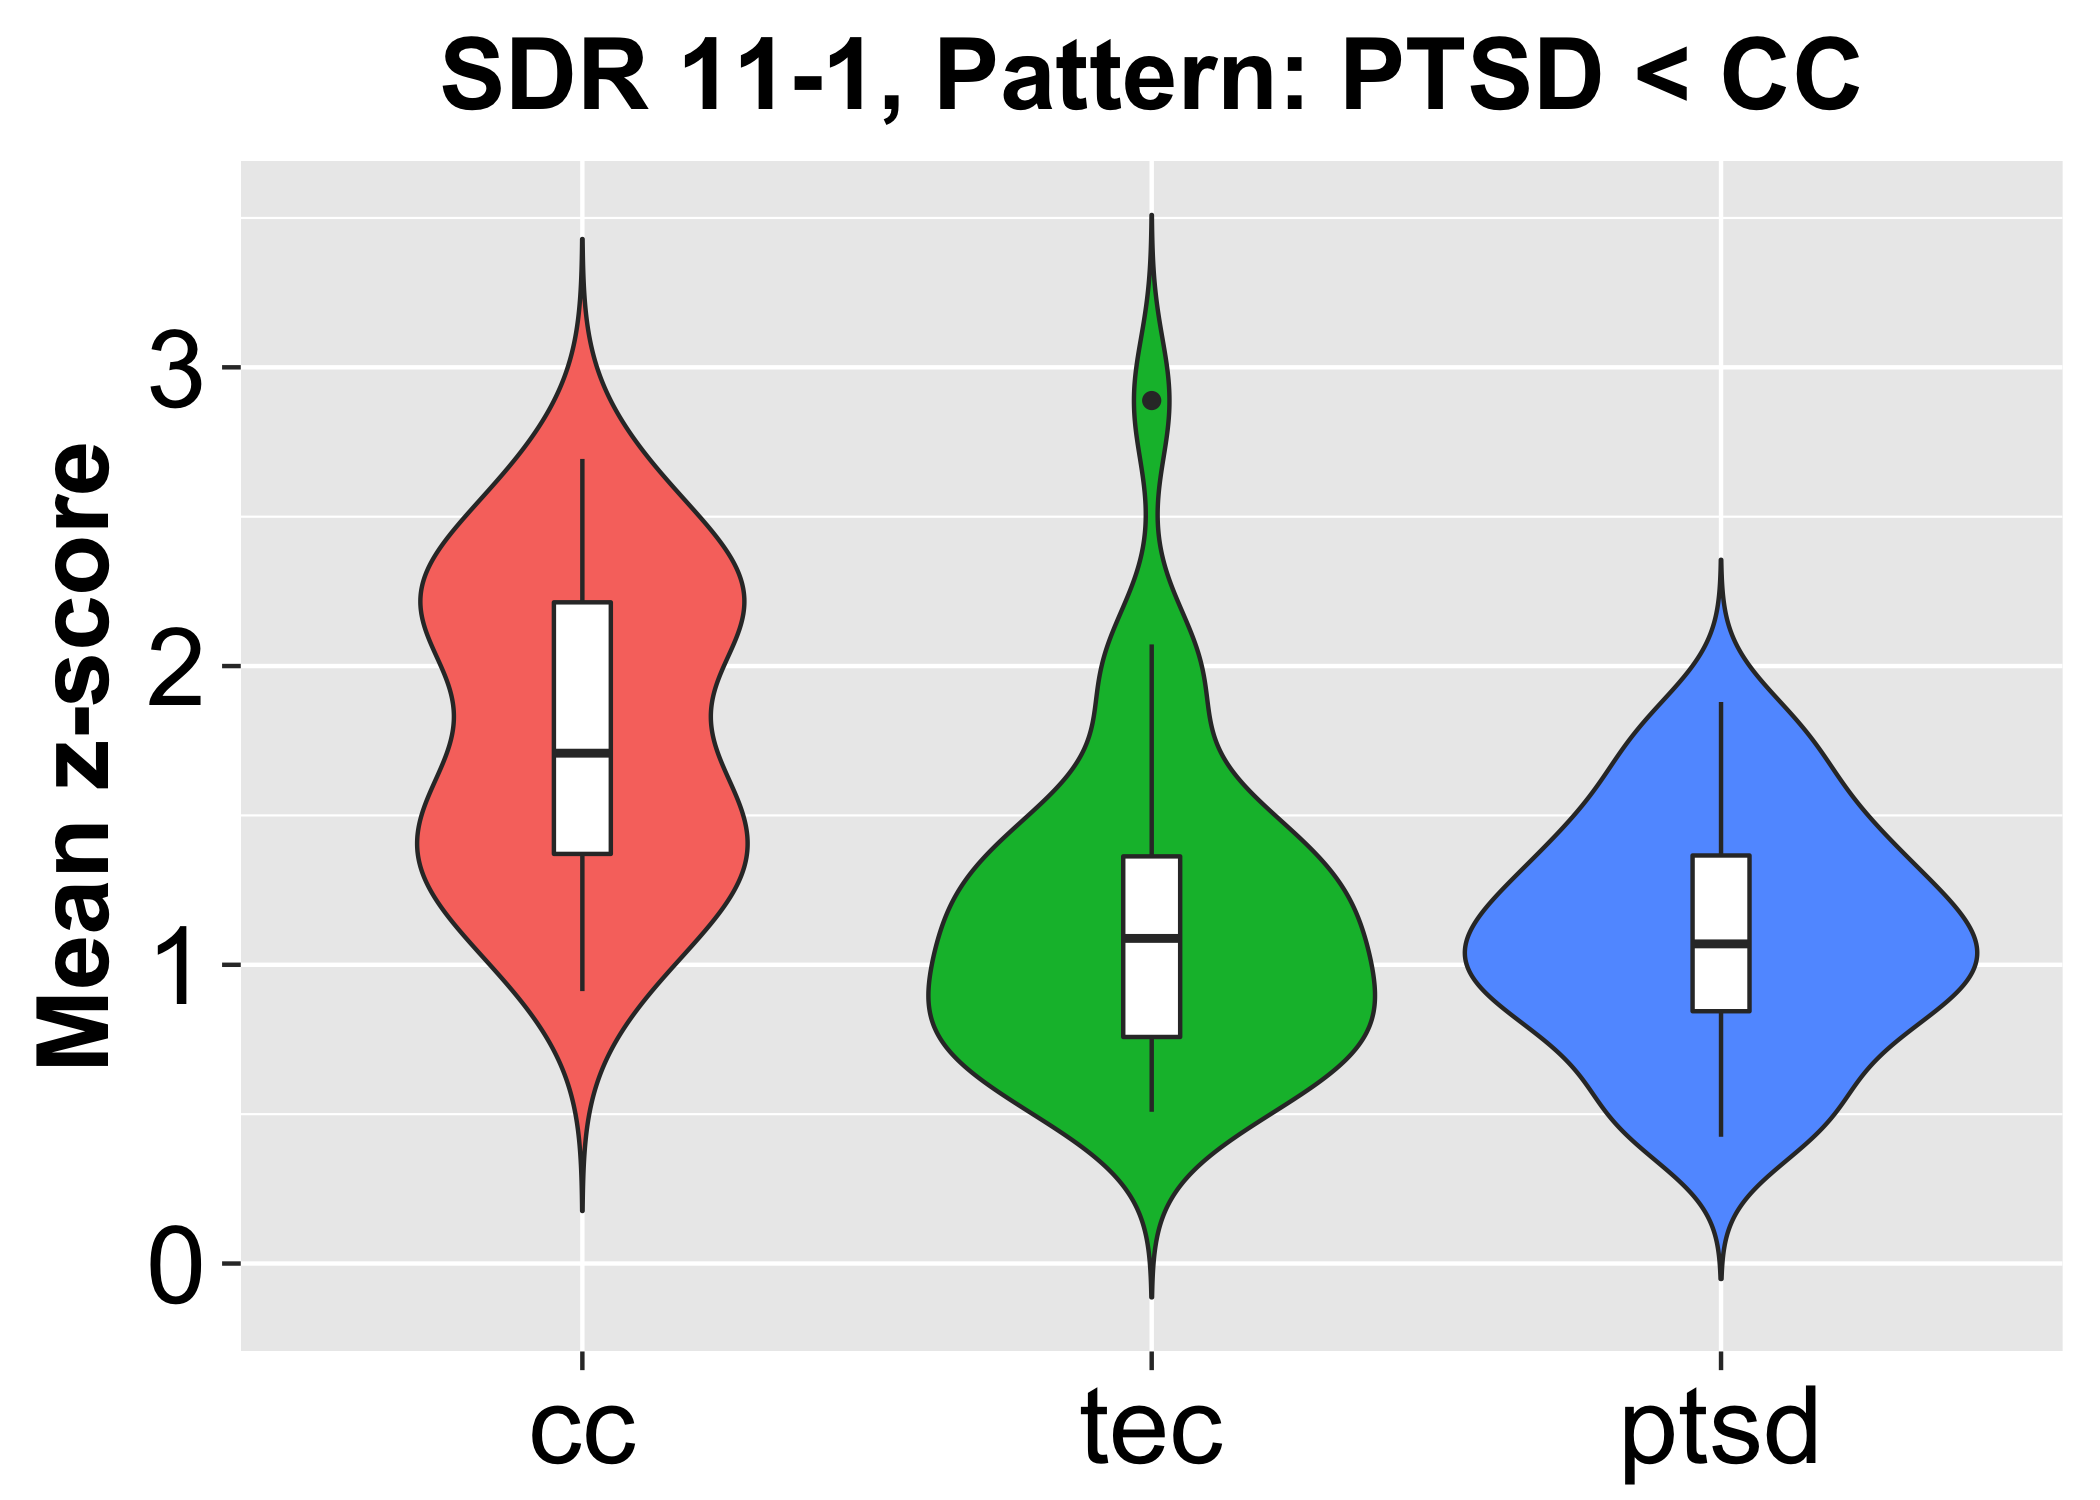 SDR 11-1, Pattern: PTSD < CC
Mean z-score
3
2
1
0
cc
tec
ptsd